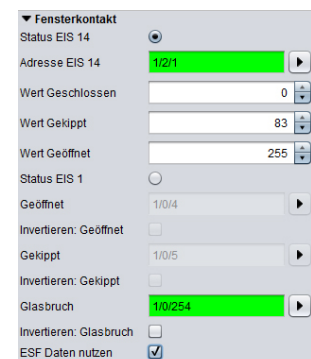 Fensterkontakt
Status EIS 14
Adresse EIS 14 1/2/1
Wert Geschlossen 0
Wert Gekippt 83
Wert Geöffnet 255
Status EIS 1
Geöffnet 1/0/4
Invertieren: Geöffnet
Gekippt 1/0/5
Invertieren: Gekippt
Glasbruch 1/0/254
Invertieren: Glasbruch
ESF Daten nutzen